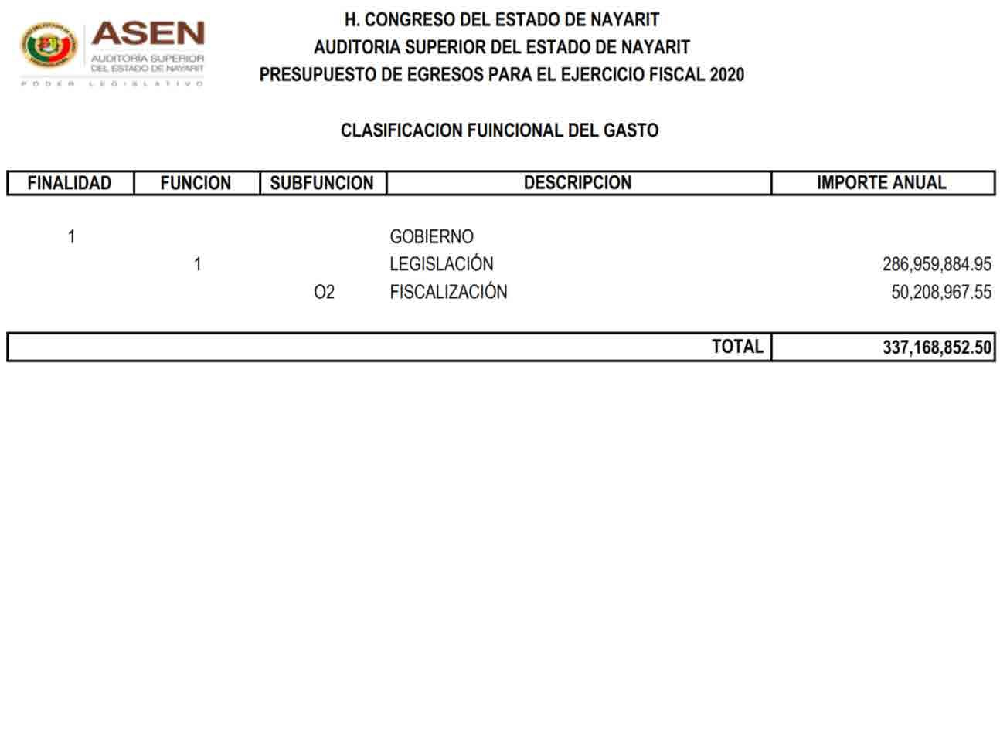 ASEN
AUDITORÍA SUPERIOR
DEL ESTADO DE NAYARIT
PODER LEGISLATIVO
H. CONGRESO DEL ESTADO DE NAYARIT
AUDITORIA SUPERIOR DEL ESTADO DE NAYARIT
PRESUPUESTO DE EGRESOS PARA EL EJERCICIO FISCAL 2020
CLASIFICACION FUINCIONAL DEL GASTO
FINALIDAD FUNCION SUBFUNCION DESCRIPCION IMPORTE ANUAL
1 GOBIERNO
1 LEGISLACIÓN 286,959,884.95
O2 FISCALIZACIÓN 50,208,967.55
TOTAL 337,168,852.50